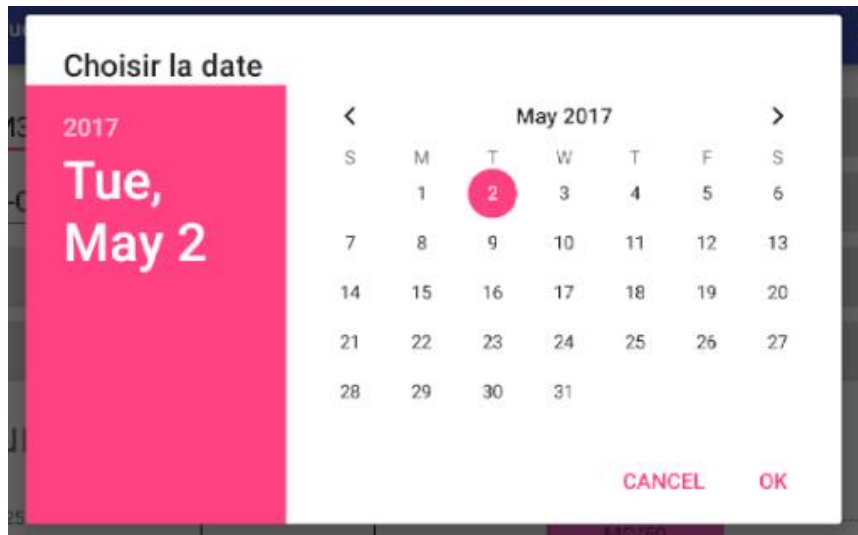 Choisir la date
2017
Tue,
May 2
May 2017
S M T W T F S
1 2 3 4 5 6
7 8 9 10 11 12 13
14 15 16 17 18 19 20
21 22 23 24 25 26 27
28 29 30 31
CANCEL OK